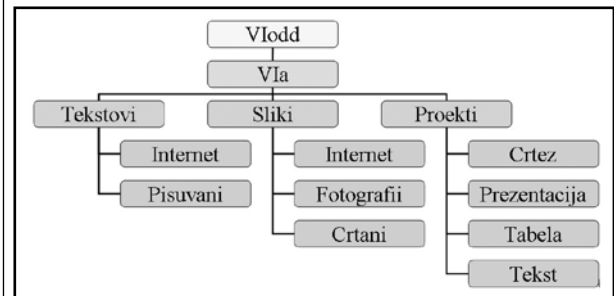 VIodd
VIa
Tekstovi Sliki Proekti
Internet Internet Crtez
Pisuvani Fotografii Prezentacija
Crtani Tabela
Tekst